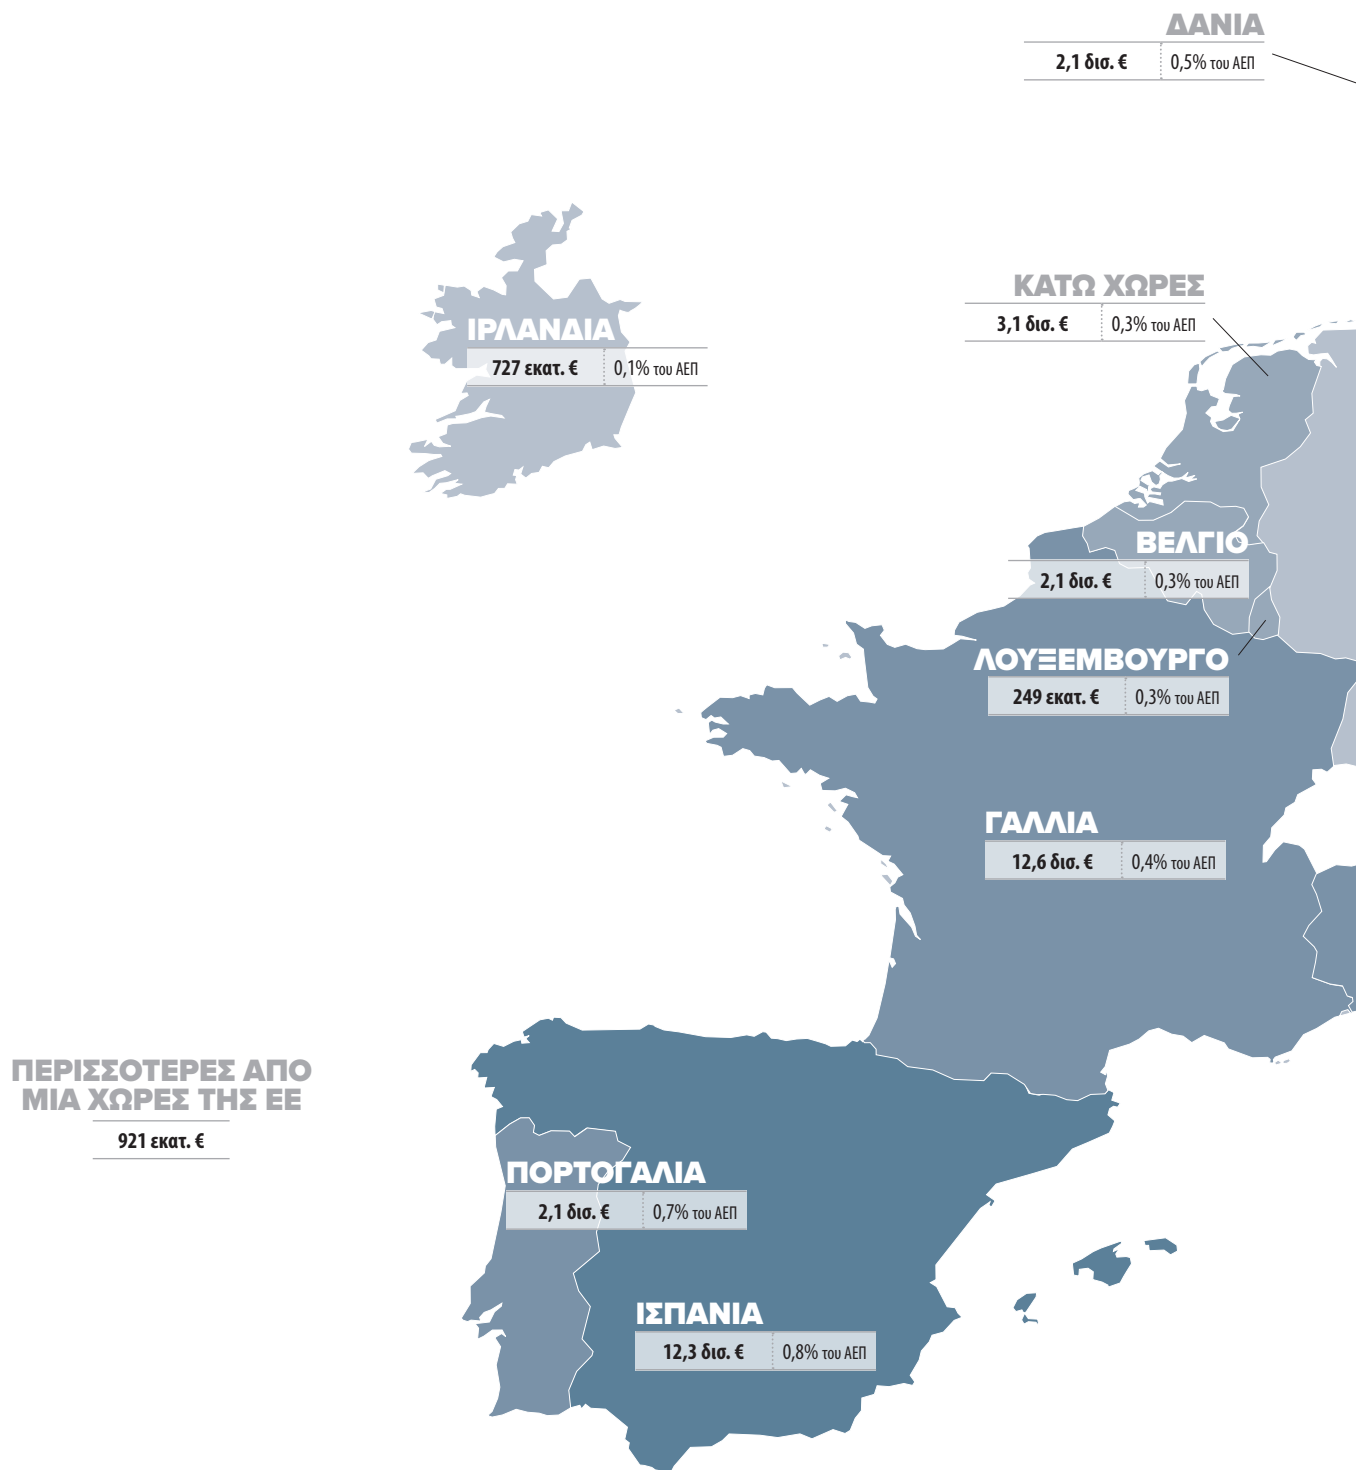 ΔΑΝΙΑ
2,1 δισ. € 0,5% του ΑΕΠ
ΚΑΤΩ ΧΩΡΕΣ
3,1 δισ. € 0,3% του ΑΕΠ
ΙΡΛΑΝΔΙΑ
727 εκατ. € 0,1% του ΑΕΠ
ΒΕΛΓΙΟ
2,1 δισ. € 0,3% του ΑΕΠ
ΛΟΥΞΕΜΒΟΥΡΓΟ
249 εκατ. € 0,3% του ΑΕΠ
ΓΑΛΛΙΑ
12,6 δισ. € 0,4% του ΑΕΠ
ΠΕΡΙΣΣΟΤΕΡΕΣ ΑΠΟ
ΜΙΑ ΧΩΡΕΣ ΤΗΣ ΕΕ
921 εκατ. €
ΠΟΡΤΟΓΑΛΙΑ
2,1 δισ. € 0,7% του ΑΕΠ
ΙΣΠΑΝΙΑ
12,3 δισ. € 0,8% του ΑΕΠ